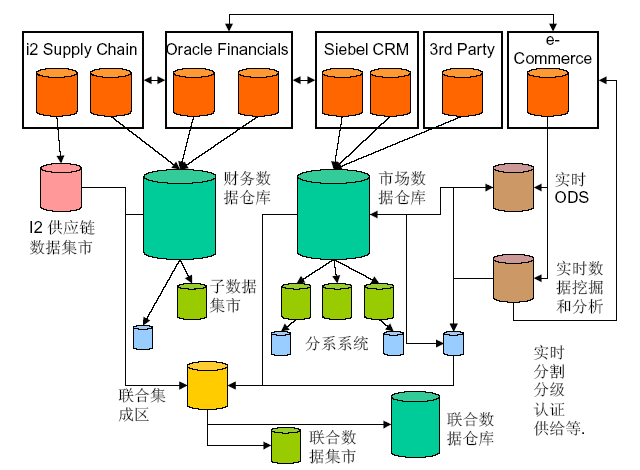 i2 Supply Chain
Oracle Financials
Siebel CRM
3rd Party
e-
Commerce
财务数
据仓库
市场数
据仓库
实时
ODS
I2 供应链
数据集市
子数据
集市
实时数
据挖掘
和分析
分系系统
实时
分割
分级
认证
供给等.
联合集
成区
联合数
据集市
联合数
据仓库